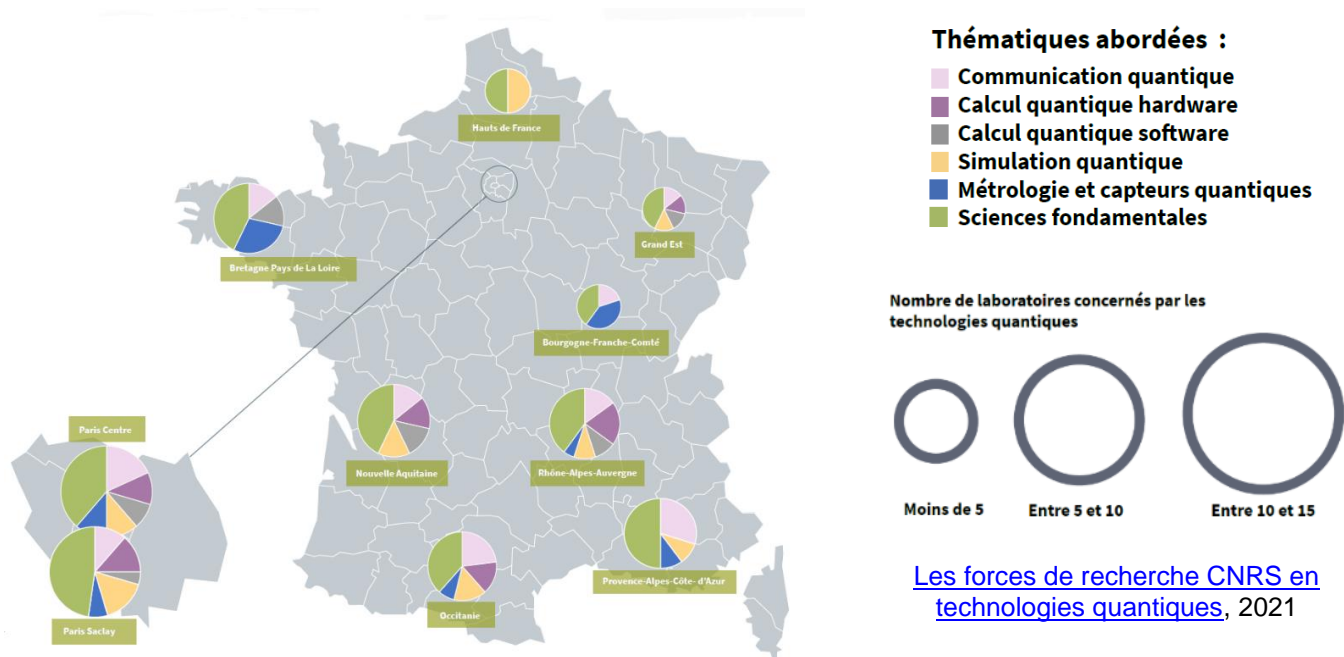 Hauts de France
Bretagne Pays de La Loire
Grand Est
Bourgogne-Franche-Comté
Nouvelle Aquitaine
Rhône-Alpes-Auvergne
Paris Centre
Paris Saclay
Occitanie
Provence-Alpes-Côte- d'Azur
Thématiques abordées :
Communication quantique
Calcul quantique hardware
Calcul quantique software
Simulation quantique
Métrologie et capteurs quantiques
Sciences fondamentales
Nombre de laboratoires concernés par les
technologies quantiques
Moins de 5
Entre 5 et 10
Entre 10 et 15
Les forces de recherche CNRS en
technologies quantiques, 2021